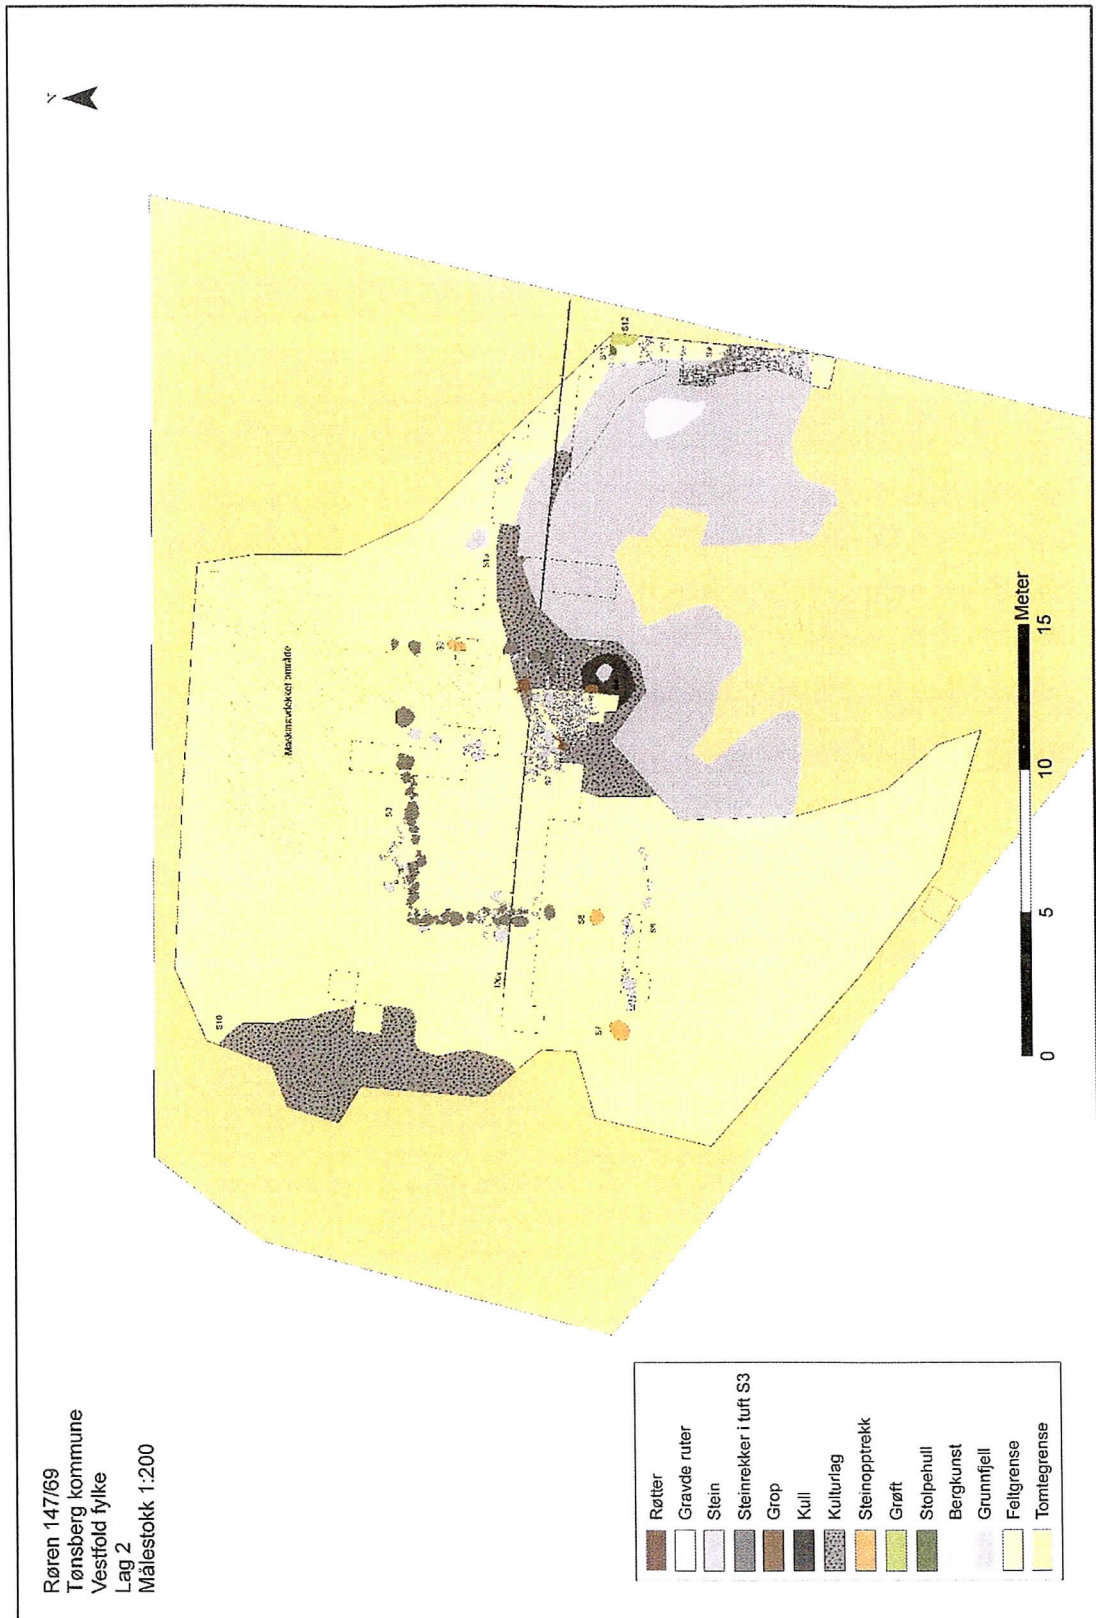 Røren 147/69
Tønsberg kommune
Vestfold fylke
Lag 2
Målestokk 1:200
N
Maskinavdekket område
S10
S3
S2
S13
S12
S7
S8
Røtter
Gravde ruter
Stein
Steinrekker i tuft S3
Grop
Kull
Kulturlag
Steinopptrekk
Grøft
Stolpehull
Bergkunst
Grunnfjell
Feltgrense
Tomtegrense
0
5
10
15
Meter